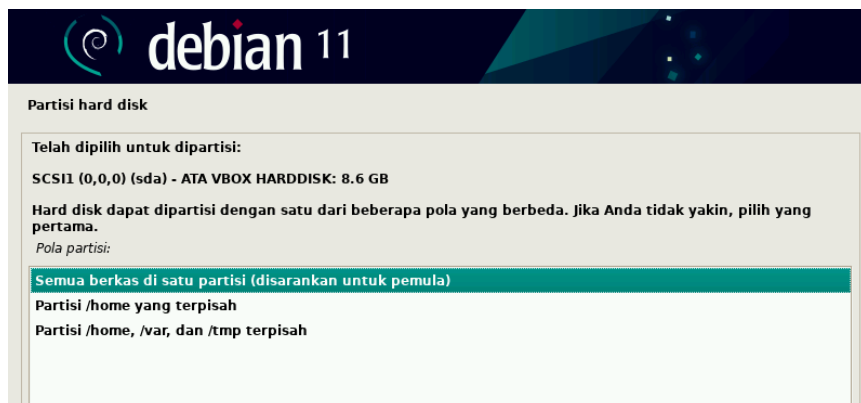 debian 11
Partisi hard disk
Telah dipilih untuk dipartisi:
SCSI1 (0,0,0) (sda) - ATA VBOX HARDDISK: 8.6 GB
Hard disk dapat dipartisi dengan satu dari beberapa pola yang berbeda. Jika Anda tidak yakin, pilih yang
pertama.
Pola partisi:
Semua berkas di satu partisi (disarankan untuk pemula)
Partisi /home yang terpisah
Partisi /home, /var, dan /tmp terpisah